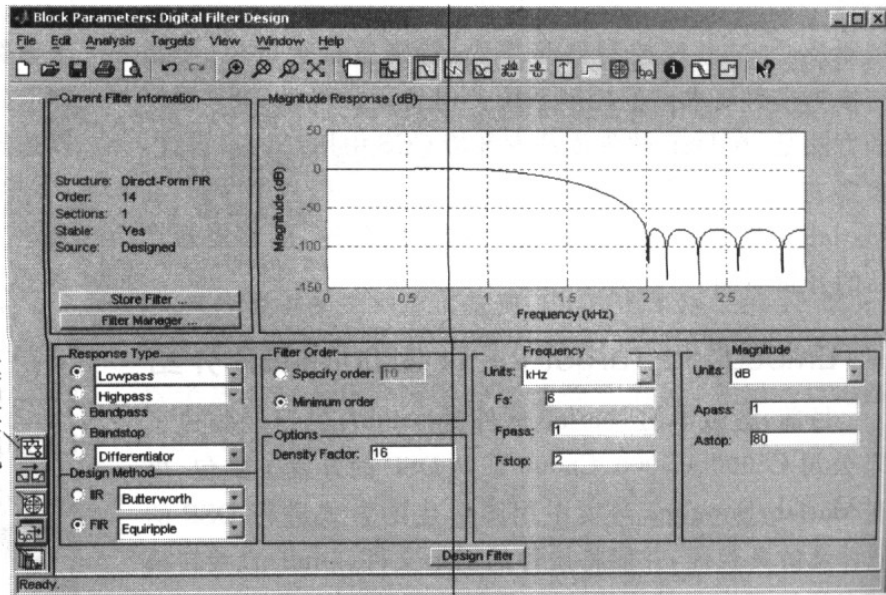 Block Parameters: Digital Filter Design
File Edit Analysis Targets View Window Help
Current Filter Information
Structure: Direct-Form FIR
Order: 14
Sections: 1
Stable: Yes
Source: Designed
Store Filter ...
Filter Manager ...
Magnitude Response (dB)
50
0
-50
-100
-150
Magnitude (dB)
0 0.5 1 1.5 2 2.5
Frequency (kHz)
Response Type
Lowpass
Highpass
Bandpass
Bandstop
Differentiator
Design Method
IIR Butterworth
FIR Equiripple
Filter Order
Specify order: 10
Minimum order
Options
Density Factor: 16
Frequency
Units: kHz
Fs: 6
Fpass: 1
Fstop: 2
Magnitude
Units: dB
Apass: 1
Astop: 80
Design Filter
Ready.